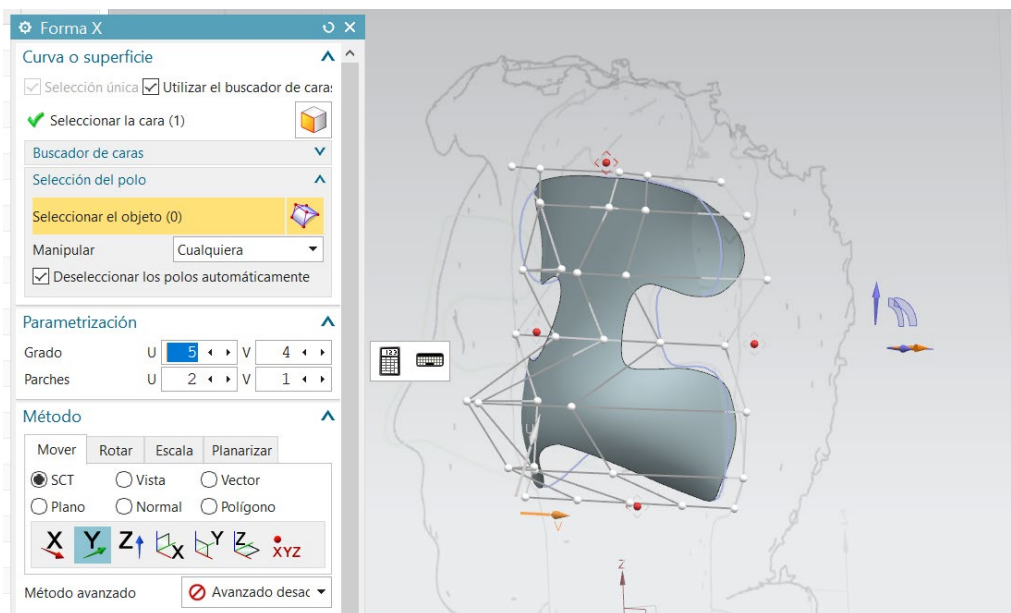 Forma X
Curva o superficie
Selección única Utilizar el buscador de caras
Seleccionar la cara (1)
Buscador de caras
Selección del polo
Seleccionar el objeto (0)
Manipular Cualquiera
Deseleccionar los polos automáticamente
Parametrización
Grado U 5 V 4
Parches U 2 V 1
Método
Mover Rotar Escala Planarizar
SCT Vista Vector
Plano Normal Polígono
X Y Z X Y Z XYZ
Método avanzado Avanzado desac
123
U
V
Z